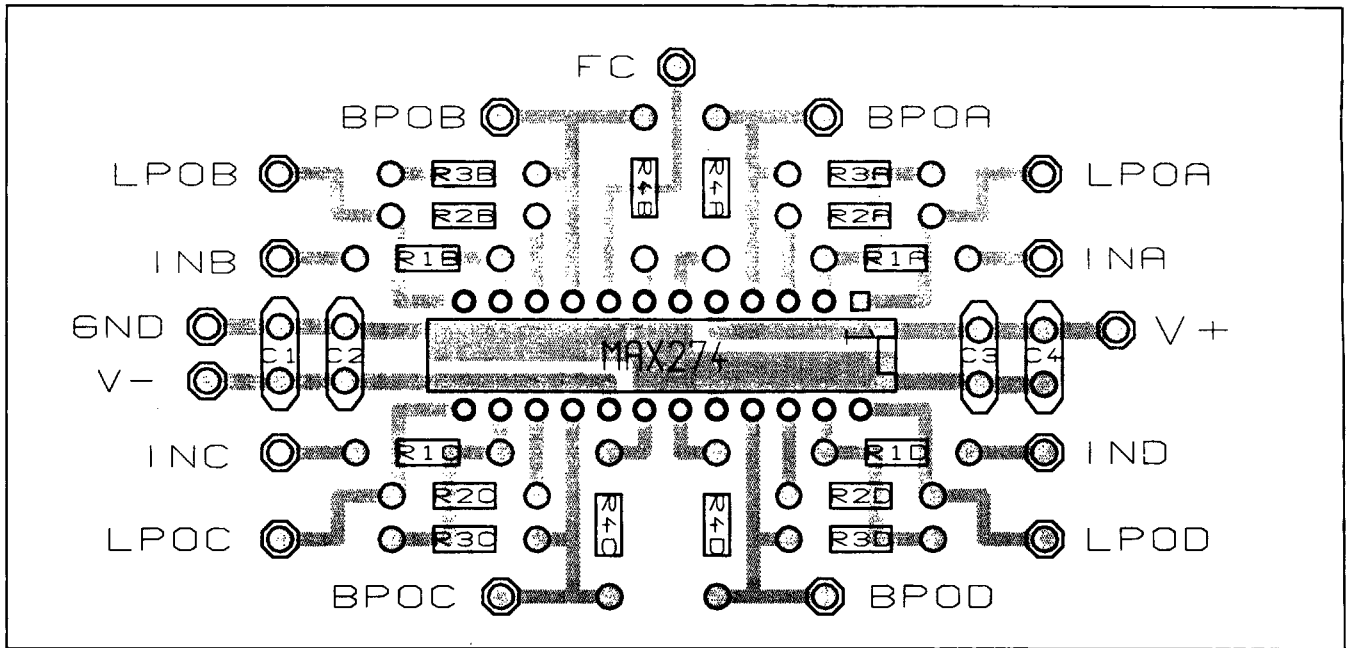 FC
BPOB BPOA
LPOB R3B R4B R4A R3A LPOA
R2B R2A
INB R1B R1A INA
GND V+
C1 C2 MAX274 1 C3 C4
V-
INC R1C R1D IND
R2C R2D
LPOC R3C R4C R4D R3D LPOD
BPOC BPOD